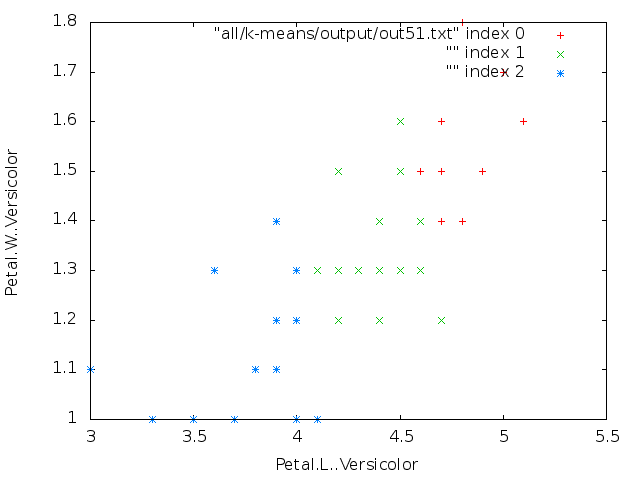 "all/k-means/output/out51.txt" index 0
"" index 1
"" index 2
1.8
1.7
1.6
1.5
1.4
1.3
1.2
1.1
1
Petal.W..Versicolor
3 3.5 4 4.5 5 5.5
Petal.L..Versicolor